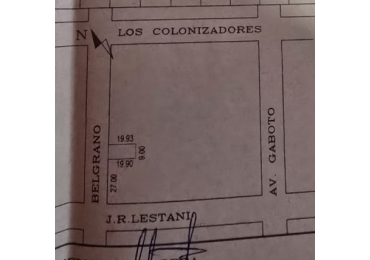 N
LOS COLONIZADORES
BELGRANO
19.93
9.00
19.90
27.00
AV. GABOTO
J.R.LESTANI